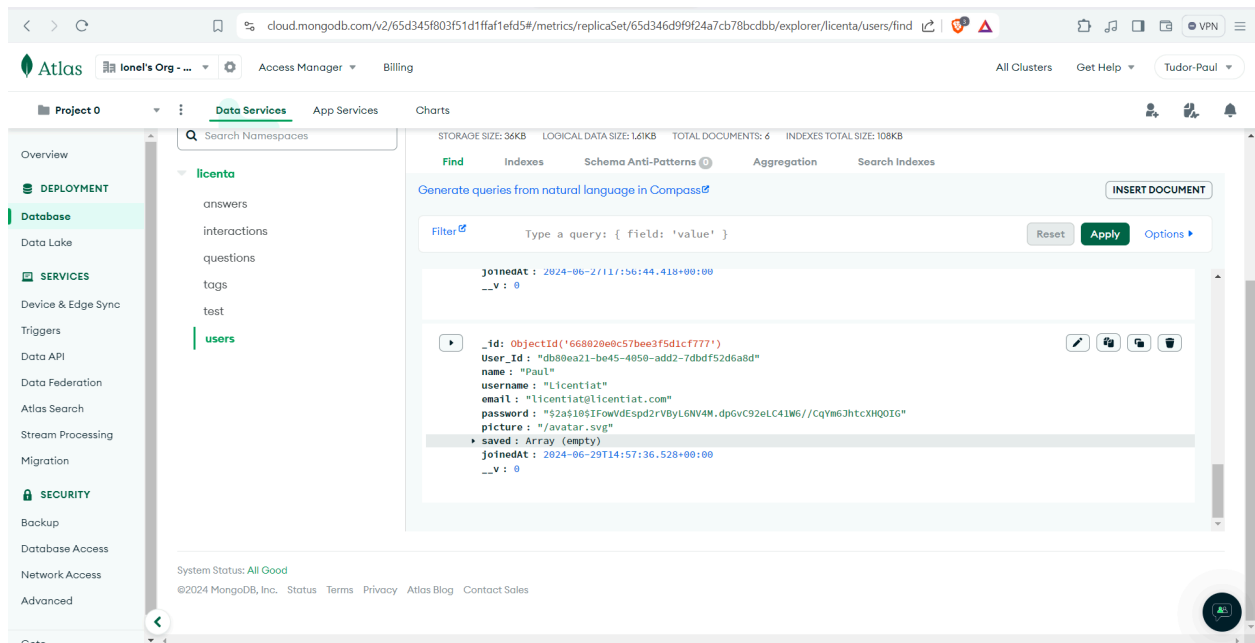 cloud.mongodb.com/v2/65d345f803f51d1ffaf1efd5#/metrics/replicaSet/65d346d9f9f24a7cb78bcdbb/explorer/licenta/users/find
VPN
Atlas
Ionel's Org - ...
Access Manager
Billing
All Clusters
Get Help
Tudor-Paul
Project 0
Data Services
App Services
Charts
Overview
DEPLOYMENT
Database
Data Lake
SERVICES
Device & Edge Sync
Triggers
Data API
Data Federation
Atlas Search
Stream Processing
Migration
SECURITY
Backup
Database Access
Network Access
Advanced
Goto
Search Namespaces
licenta
answers
interactions
questions
tags
test
users
STORAGE SIZE: 36KB LOGICAL DATA SIZE: 1.61KB TOTAL DOCUMENTS: 6 INDEXES TOTAL SIZE: 108KB
Find
Indexes
Schema Anti-Patterns 0
Aggregation
Search Indexes
Generate queries from natural language in Compass
INSERT DOCUMENT
Filter
Type a query: { field: 'value' }
Reset
Apply
Options
joinedAt : 2024-06-27T17:56:44.418+00:00
__v : 0
_id: ObjectId('668020e0c57bee3f5d1cf777')
User_Id : "db80ea21-be45-4050-add2-7dbdf52d6a8d"
name : "Paul"
username : "Licentiat"
email : "licentiat@licentiat.com"
password : "$2a$10$IFowVdEspd2rVByL6NV4M.dpGvC92eLC41W6//CqYm6JhtcXHQOIG"
picture : "/avatar.svg"
saved : Array (empty)
joinedAt : 2024-06-29T14:57:36.528+00:00
__v : 0
System Status: All Good
©2024 MongoDB, Inc. Status Terms Privacy Atlas Blog Contact Sales